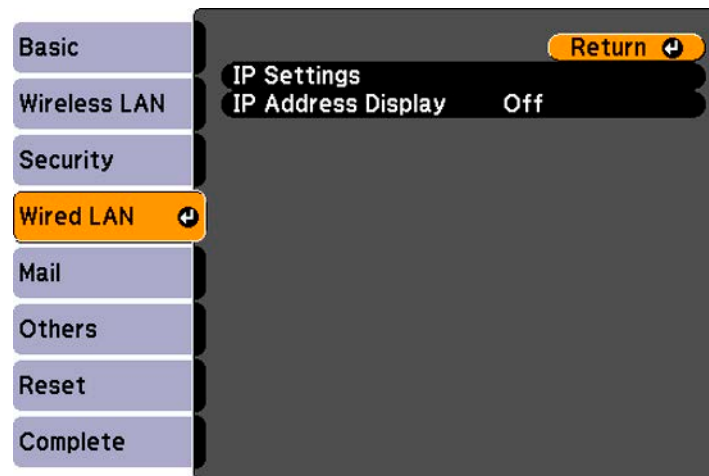 Basic
Wireless LAN
Security
Wired LAN
Mail
Others
Reset
Complete
Return
IP Settings
IP Address Display Off